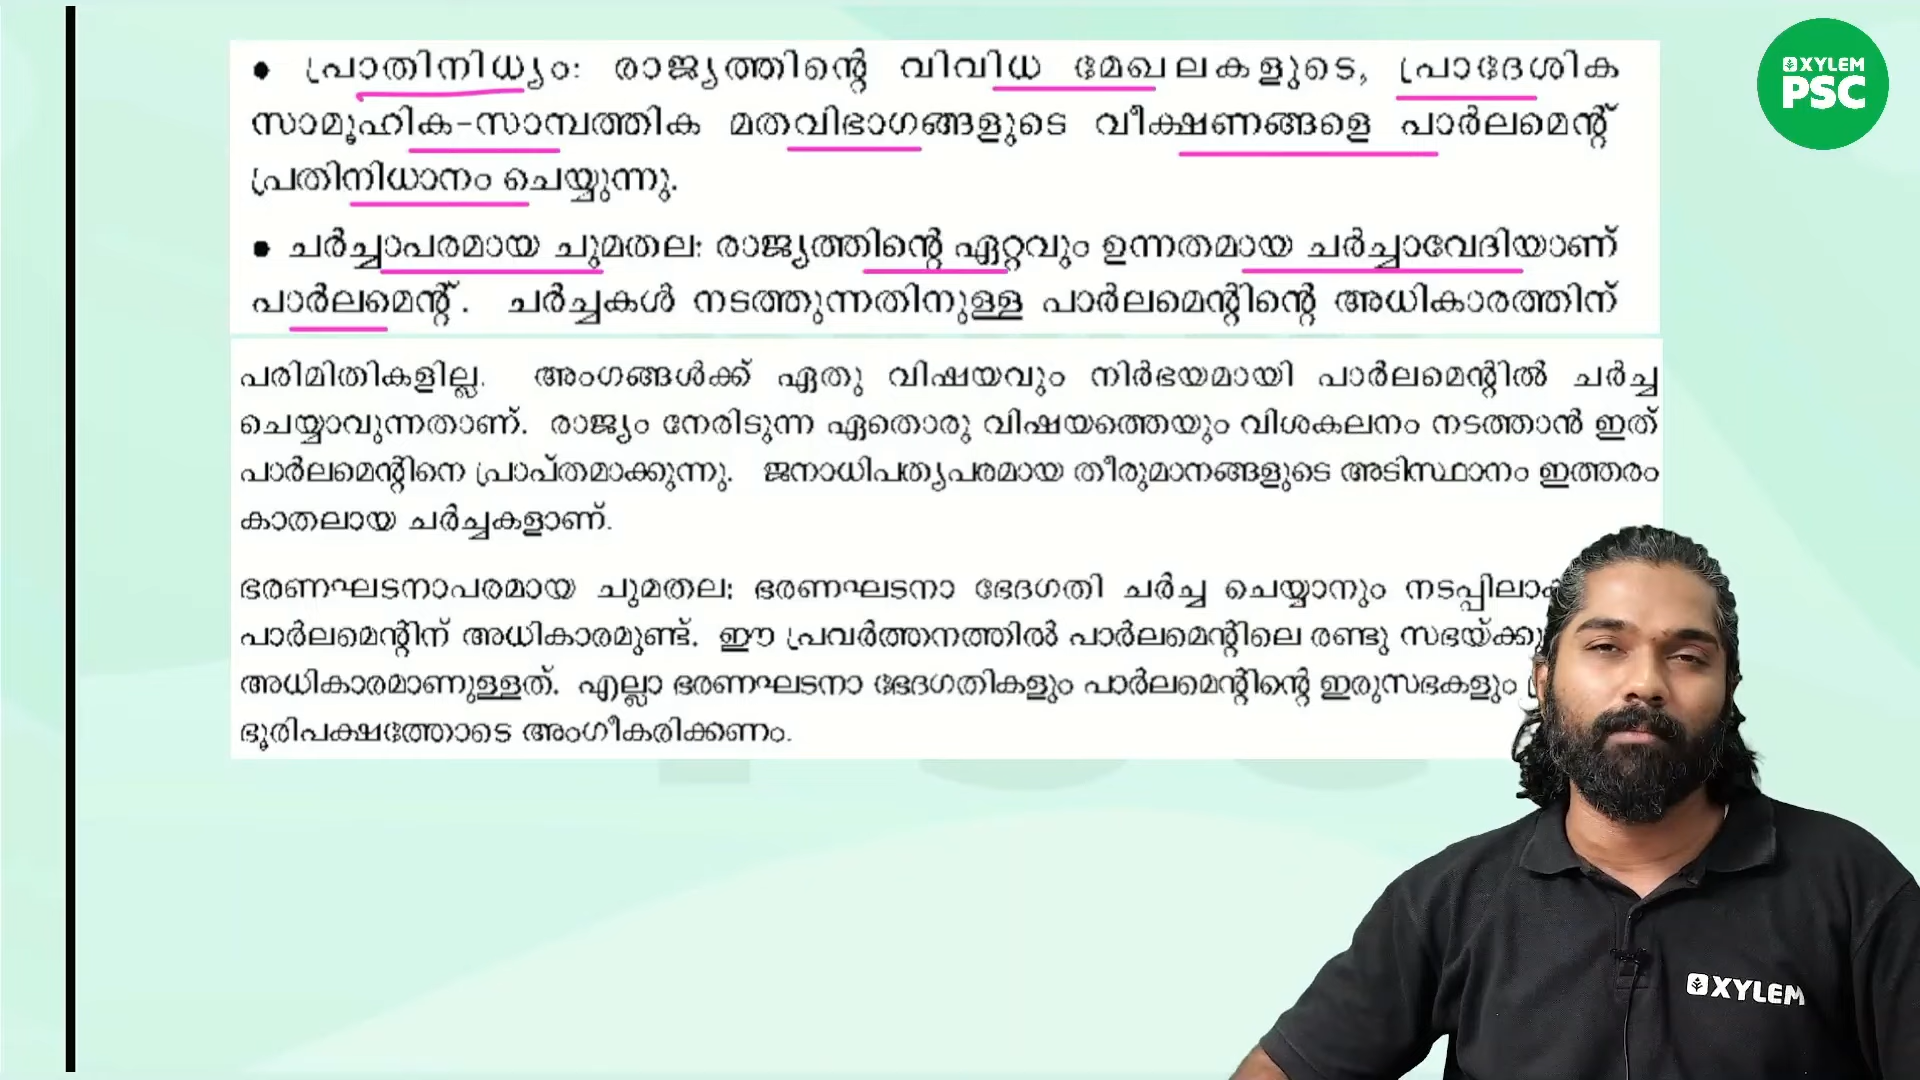 • പ്രാതിനിധ്യം: രാജ്യത്തിന്റെ വിവിധ മേഖലകളുടെ, പ്രാദേശിക
സാമൂഹിക-സാമ്പത്തിക മതവിഭാഗങ്ങളുടെ വീക്ഷണങ്ങളെ പാർലമെന്റ്
പ്രതിനിധാനം ചെയ്യുന്നു.
• ചർച്ചാപരമായ ചുമതല: രാജ്യത്തിന്റെ ഏറ്റവും ഉന്നതമായ ചർച്ചാവേദിയാണ്
പാർലമെന്റ്. ചർച്ചകൾ നടത്തുന്നതിനുള്ള പാർലമെന്റിന്റെ അധികാരത്തിന്
പരിമിതികളില്ല. അംഗങ്ങൾക്ക് ഏതു വിഷയവും നിർഭയമായി പാർലമെന്റിൽ ചർച്ച
ചെയ്യാവുന്നതാണ്. രാജ്യം നേരിടുന്ന ഏതൊരു വിഷയത്തെയും വിശകലനം നടത്താൻ ഇത്
പാർലമെന്റിനെ പ്രാപ്തമാക്കുന്നു. ജനാധിപത്യപരമായ തീരുമാനങ്ങളുടെ അടിസ്ഥാനം ഇത്തരം
കാതലായ ചർച്ചകളാണ്.
ഭരണഘടനാപരമായ ചുമതല: ഭരണഘടനാ ഭേദഗതി ചർച്ച ചെയ്യാനും
പാർലമെന്റിന് അധികാരമുണ്ട്. ഈ പ്രവർത്തനത്തിൽ പാർലമെന്റിലെ രണ്ടു
അധികാരമാണുള്ളത്. എല്ലാ ഭരണഘടനാ ഭേദഗതികളും പാർലമെന്റിന്റെ ഇരുസഭകളും
ഭൂരിപക്ഷത്തോടെ അംഗീകരിക്കണം.
XYLEM
PSC
XYLEM